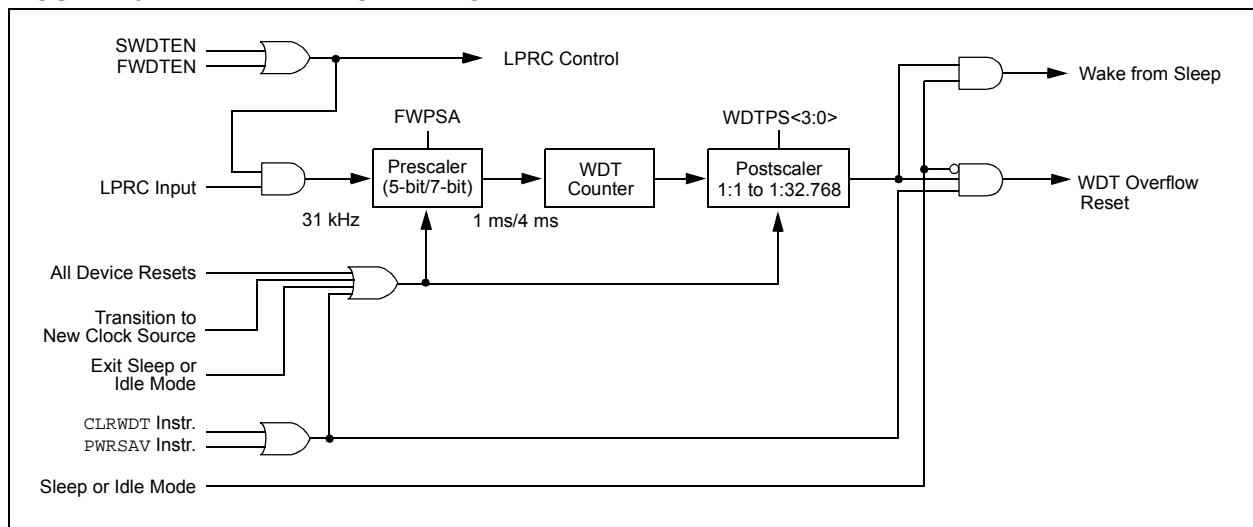 SWDTEN
FWDTEN
LPRC Control
Wake from Sleep
FWPSA
WDTPS<3:0>
Prescaler
(5-bit/7-bit)
WDT
Counter
Postscaler
1:1 to 1:32.768
LPRC Input
WDT Overflow
Reset
31 kHz
1 ms/4 ms
All Device Resets
Transition to
New Clock Source
Exit Sleep or
Idle Mode
CLRWDT Instr.
PWRSAV Instr.
Sleep or Idle Mode